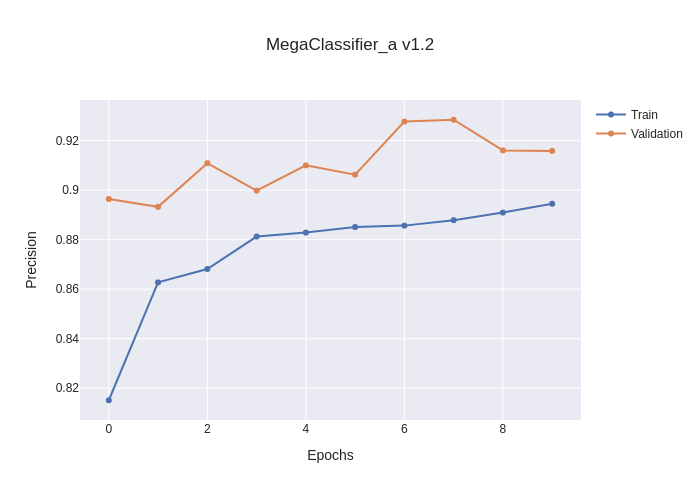 MegaClassifier_a v1.2
Train
Validation
Precision
0.92
0.9
0.88
0.86
0.84
0.82
0
2
4
6
8
Epochs